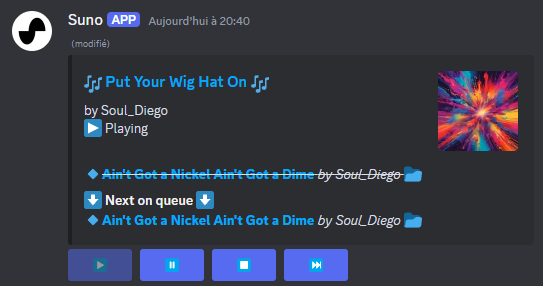 Suno APP Aujourd'hui à 20:40
(modifié)
🎶 Put Your Wig Hat On 🎶
by Soul_Diego
▶️ Playing
🔹 Ain't Got a Nickel Ain't Got a Dime by Soul_Diego 📂
⬇️ Next on queue ⬇️
🔹 Ain't Got a Nickel Ain't Got a Dime by Soul_Diego 📂